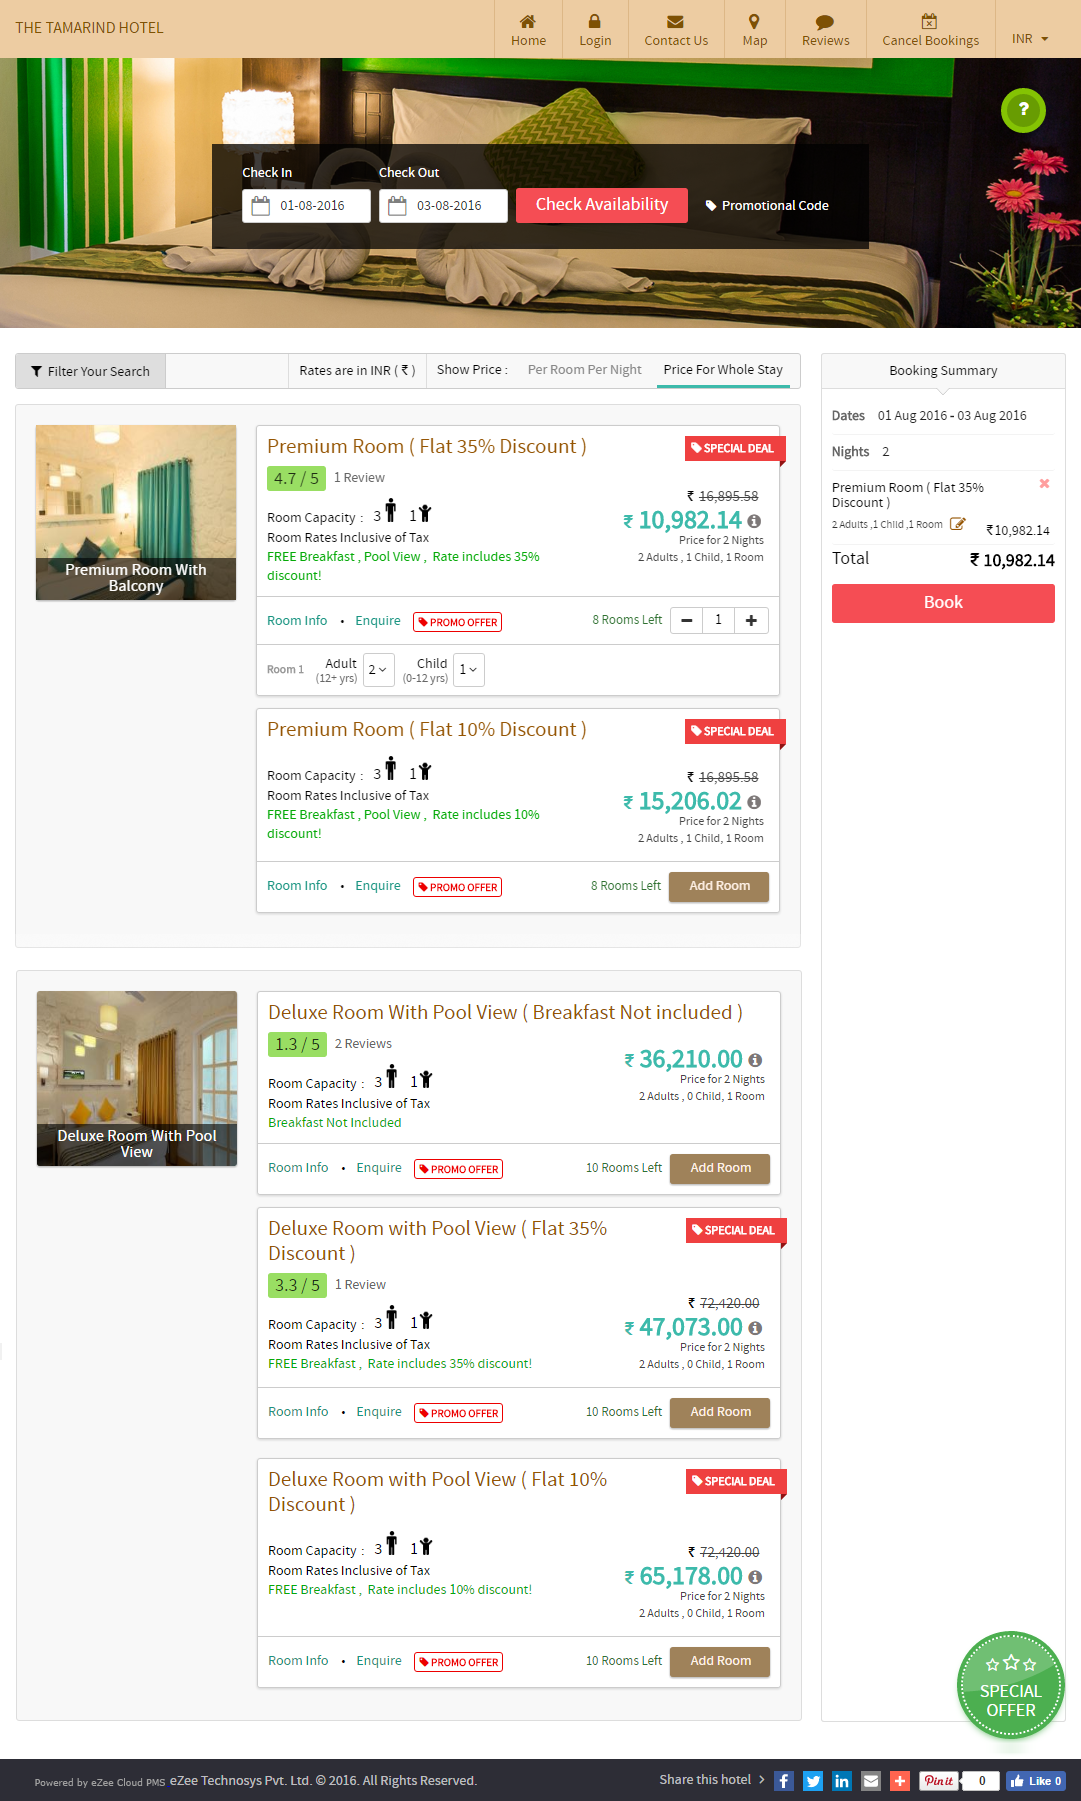 THE TAMARIND HOTEL
Home
Login
Contact Us
Map
Reviews
Cancel Bookings
INR
?
Check In
Check Out
01-08-2016
03-08-2016
Check Availability
Promotional Code
Filter Your Search
Rates are in INR ( ₹ )
Show Price :
Per Room Per Night
Price For Whole Stay
Premium Room With
Balcony
Premium Room ( Flat 35% Discount )
SPECIAL DEAL
4.7 / 5 1 Review
₹ 16,895.58
Room Capacity : 3 1
₹ 10,982.14
Room Rates Inclusive of Tax
Price for 2 Nights
FREE Breakfast , Pool View , Rate includes 35%
discount!
2 Adults , 1 Child, 1 Room
Room Info • Enquire PROMO OFFER
8 Rooms Left 1
Room 1
Adult
(12+ yrs)
2
Child
(0-12 yrs)
1
Premium Room ( Flat 10% Discount )
SPECIAL DEAL
Room Capacity : 3 1
₹ 16,895.58
Room Rates Inclusive of Tax
₹ 15,206.02
FREE Breakfast , Pool View , Rate includes 10%
discount!
Price for 2 Nights
2 Adults , 1 Child, 1 Room
Room Info • Enquire PROMO OFFER
8 Rooms Left Add Room
Deluxe Room With Pool
View
Deluxe Room With Pool View ( Breakfast Not included )
1.3 / 5 2 Reviews
₹ 36,210.00
Room Capacity : 3 1
Price for 2 Nights
Room Rates Inclusive of Tax
2 Adults , 0 Child, 1 Room
Breakfast Not Included
Room Info • Enquire PROMO OFFER
10 Rooms Left Add Room
Deluxe Room with Pool View ( Flat 35%
Discount )
SPECIAL DEAL
3.3 / 5 1 Review
₹ 72,420.00
Room Capacity : 3 1
₹ 47,073.00
Room Rates Inclusive of Tax
Price for 2 Nights
FREE Breakfast , Rate includes 35% discount!
2 Adults , 0 Child, 1 Room
Room Info • Enquire PROMO OFFER
10 Rooms Left Add Room
Deluxe Room with Pool View ( Flat 10%
Discount )
SPECIAL DEAL
Room Capacity : 3 1
₹ 72,420.00
Room Rates Inclusive of Tax
₹ 65,178.00
FREE Breakfast , Rate includes 10% discount!
Price for 2 Nights
2 Adults , 0 Child, 1 Room
Room Info • Enquire PROMO OFFER
10 Rooms Left Add Room
Booking Summary
Dates 01 Aug 2016 - 03 Aug 2016
Nights 2
Premium Room ( Flat 35%
Discount )
2 Adults ,1 Child ,1 Room
₹10,982.14
Total ₹ 10,982.14
Book
SPECIAL
OFFER
Powered by eZee Cloud PMS eZee Technosys Pvt. Ltd. © 2016. All Rights Reserved.
Share this hotel
f
in
Pin it 0
Like 0